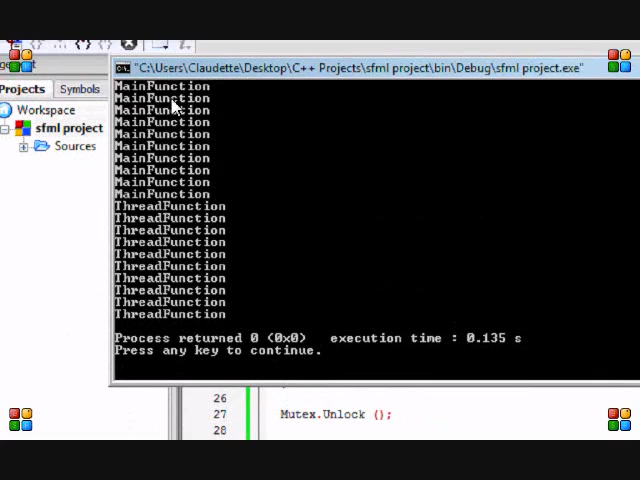 "C:\Users\Claudette\Desktop\C++ Projects\sfml project\bin\Debug\sfml project.exe"
Projects
Symbols
Workspace
sfml project
Sources
MainFunction
MainFunction
MainFunction
MainFunction
MainFunction
MainFunction
MainFunction
MainFunction
MainFunction
MainFunction
ThreadFunction
ThreadFunction
ThreadFunction
ThreadFunction
ThreadFunction
ThreadFunction
ThreadFunction
ThreadFunction
ThreadFunction
ThreadFunction
Process returned 0 (0x0) execution time : 0.135 s
Press any key to continue.
26
27 Mutex.Unlock ();
28